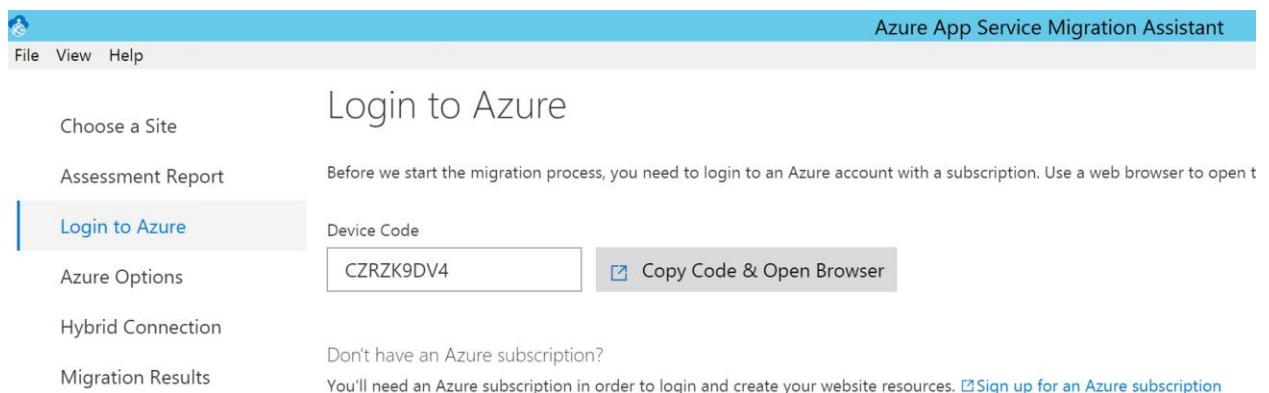 Azure App Service Migration Assistant
File View Help
Choose a Site
Assessment Report
Login to Azure
Azure Options
Hybrid Connection
Migration Results
Login to Azure
Before we start the migration process, you need to login to an Azure account with a subscription. Use a web browser to open t
Device Code
CZRZK9DV4
Copy Code & Open Browser
Don't have an Azure subscription?
You'll need an Azure subscription in order to login and create your website resources. Sign up for an Azure subscription